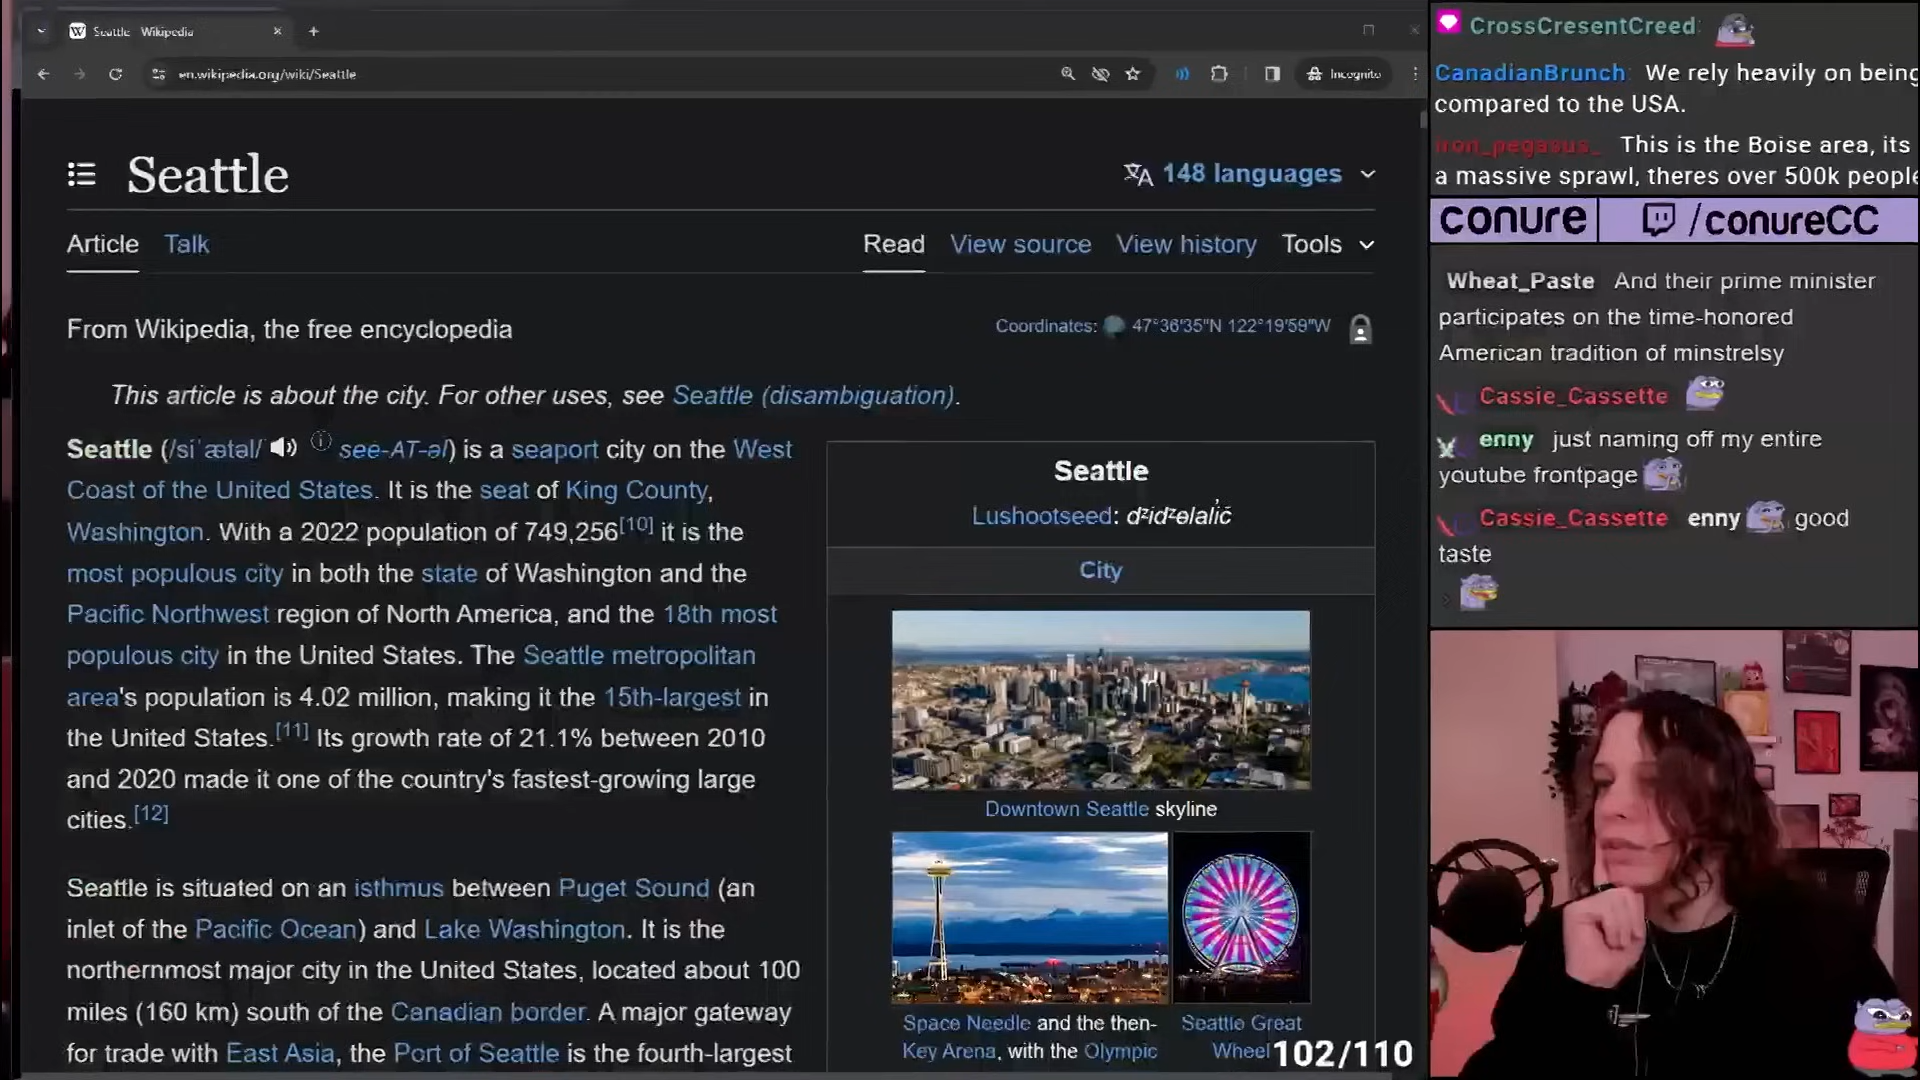 Seattle Wikipedia
en.wikipedia.org/wiki/Seattle
Incognito
Seattle
148 languages
Article Talk
Read View source View history Tools
From Wikipedia, the free encyclopedia
Coordinates: 47°36′35″N 122°19′59″W
This article is about the city. For other uses, see Seattle (disambiguation).
Seattle (/siˈætəl/ ⓘ see-AT-əl) is a seaport city on the West
Coast of the United States. It is the seat of King County,
Washington. With a 2022 population of 749,256[10] it is the
most populous city in both the state of Washington and the
Pacific Northwest region of North America, and the 18th most
populous city in the United States. The Seattle metropolitan
area's population is 4.02 million, making it the 15th-largest in
the United States.[11] Its growth rate of 21.1% between 2010
and 2020 made it one of the country's fastest-growing large
cities.[12]
Seattle is situated on an isthmus between Puget Sound (an
inlet of the Pacific Ocean) and Lake Washington. It is the
northernmost major city in the United States, located about 100
miles (160 km) south of the Canadian border. A major gateway
for trade with East Asia, the Port of Seattle is the fourth-largest
Seattle
Lushootseed: dᶻidᶻəlalič̓
City
Downtown Seattle skyline
Space Needle and the then-
Key Arena, with the Olympic
Seattle Great
Wheel
102/110
CrossCresentCreed:
CanadianBrunch: We rely heavily on being
compared to the USA.
iron_pegasus_ This is the Boise area, its
a massive sprawl, theres over 500k people
conure /conureCC
Wheat_Paste And their prime minister
participates on the time-honored
American tradition of minstrelsy
Cassie_Cassette
enny just naming off my entire
youtube frontpage
Cassie_Cassette enny good
taste